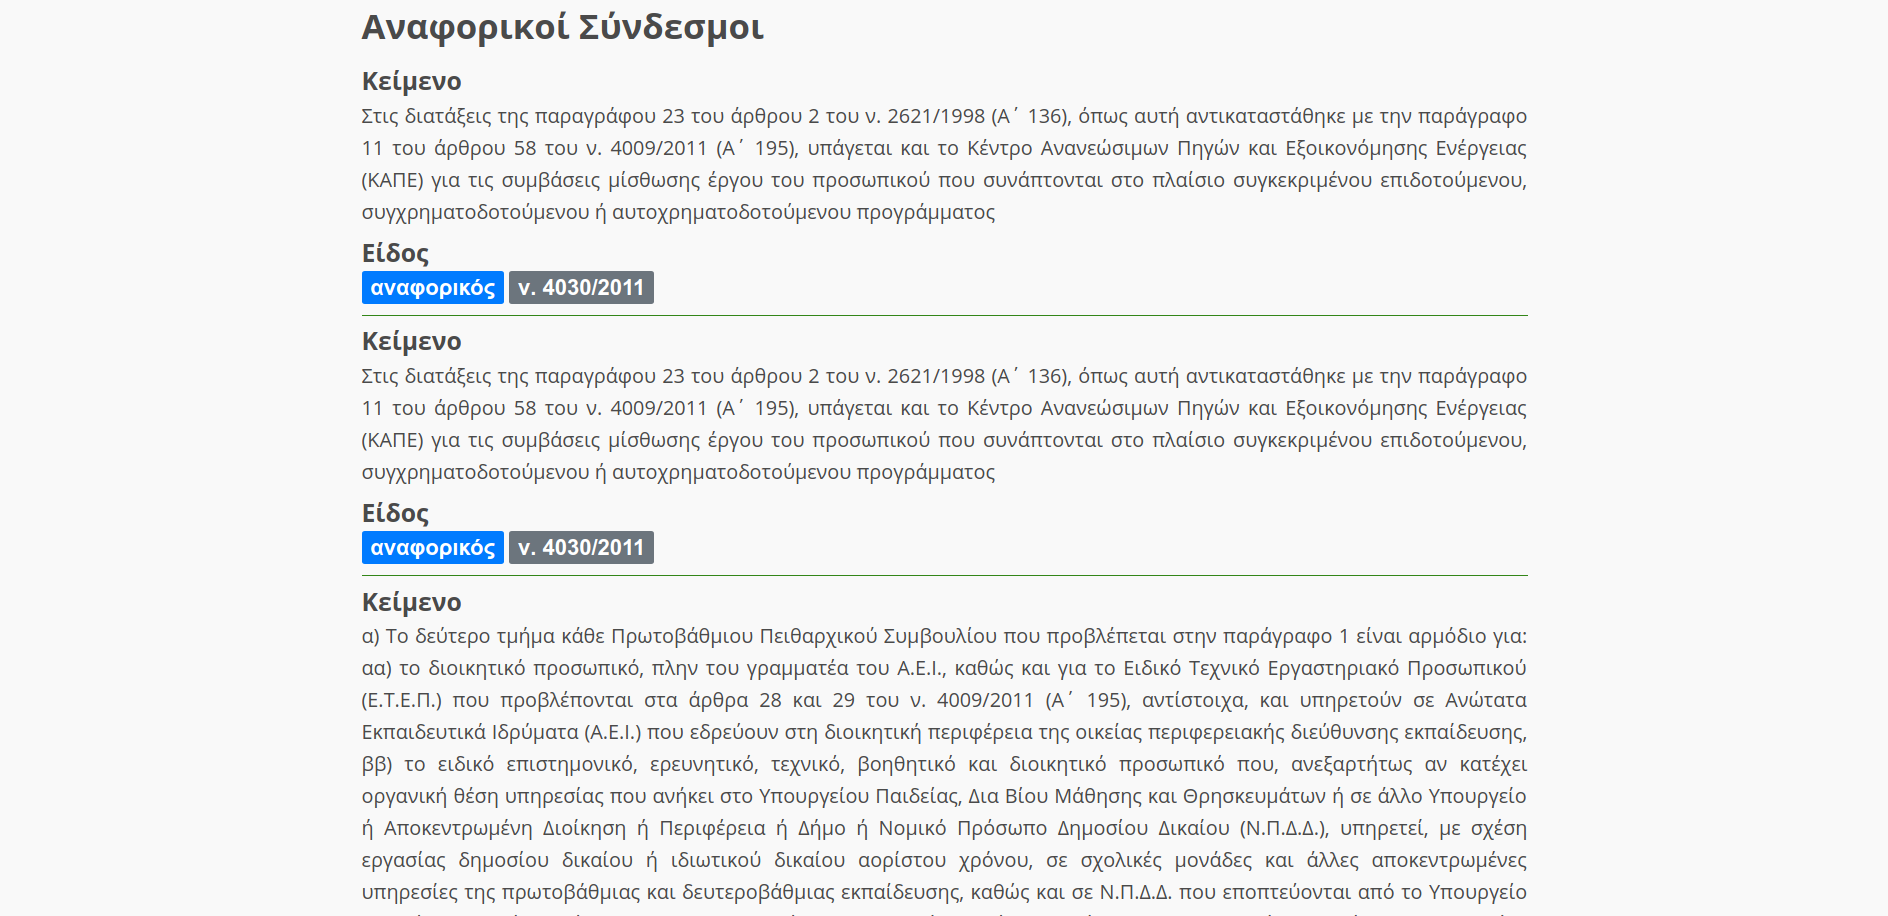 Αναφορικοί Σύνδεσμοι
Κείμενο
Στις διατάξεις της παραγράφου 23 του άρθρου 2 του ν. 2621/1998 (Α΄ 136), όπως αυτή αντικαταστάθηκε με την παράγραφο
11 του άρθρου 58 του ν. 4009/2011 (Α΄ 195), υπάγεται και το Κέντρο Ανανεώσιμων Πηγών και Εξοικονόμησης Ενέργειας
(ΚΑΠΕ) για τις συμβάσεις μίσθωσης έργου του προσωπικού που συνάπτονται στο πλαίσιο συγκεκριμένου επιδοτούμενου,
συγχρηματοδοτούμενου ή αυτοχρηματοδοτούμενου προγράμματος
Είδος
αναφορικός ν. 4030/2011
Κείμενο
Στις διατάξεις της παραγράφου 23 του άρθρου 2 του ν. 2621/1998 (Α΄ 136), όπως αυτή αντικαταστάθηκε με την παράγραφο
11 του άρθρου 58 του ν. 4009/2011 (Α΄ 195), υπάγεται και το Κέντρο Ανανεώσιμων Πηγών και Εξοικονόμησης Ενέργειας
(ΚΑΠΕ) για τις συμβάσεις μίσθωσης έργου του προσωπικού που συνάπτονται στο πλαίσιο συγκεκριμένου επιδοτούμενου,
συγχρηματοδοτούμενου ή αυτοχρηματοδοτούμενου προγράμματος
Είδος
αναφορικός ν. 4030/2011
Κείμενο
α) Το δεύτερο τμήμα κάθε Πρωτοβάθμιου Πειθαρχικού Συμβουλίου που προβλέπεται στην παράγραφο 1 είναι αρμόδιο για:
αα) το διοικητικό προσωπικό, πλην του γραμματέα του Α.Ε.Ι., καθώς και για το Ειδικό Τεχνικό Εργαστηριακό Προσωπικού
(Ε.Τ.Ε.Π.) που προβλέπονται στα άρθρα 28 και 29 του ν. 4009/2011 (Α΄ 195), αντίστοιχα, και υπηρετούν σε Ανώτατα
Εκπαιδευτικά Ιδρύματα (Α.Ε.Ι.) που εδρεύουν στη διοικητική περιφέρεια της οικείας περιφερειακής διεύθυνσης εκπαίδευσης,
ββ) το ειδικό επιστημονικό, ερευνητικό, τεχνικό, βοηθητικό και διοικητικό προσωπικό που, ανεξαρτήτως αν κατέχει
οργανική θέση υπηρεσίας που ανήκει στο Υπουργείου Παιδείας, Δια Βίου Μάθησης και Θρησκευμάτων ή σε άλλο Υπουργείο
ή Αποκεντρωμένη Διοίκηση ή Περιφέρεια ή Δήμο ή Νομικό Πρόσωπο Δημοσίου Δικαίου (Ν.Π.Δ.Δ.), υπηρετεί, με σχέση
εργασίας δημοσίου δικαίου ή ιδιωτικού δικαίου αορίστου χρόνου, σε σχολικές μονάδες και άλλες αποκεντρωμένες
υπηρεσίες της πρωτοβάθμιας και δευτεροβάθμιας εκπαίδευσης, καθώς και σε Ν.Π.Δ.Δ. που εποπτεύονται από το Υπουργείο